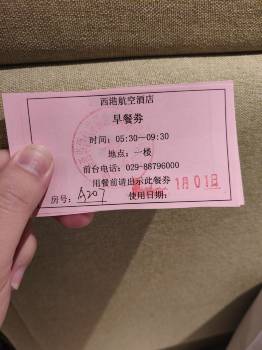 西港航空酒店
早餐券
时间：05:30—09:30
地点：一楼
前台电话：029-88796000
用餐前请出示此餐券
1月01日
房号：A207 使用日期：